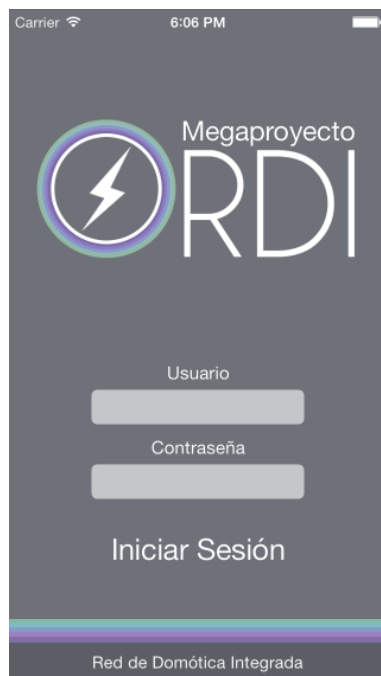 Carrier 6:06 PM
Megaproyecto
RDI
Usuario
Contraseña
Iniciar Sesión
Red de Domótica Integrada